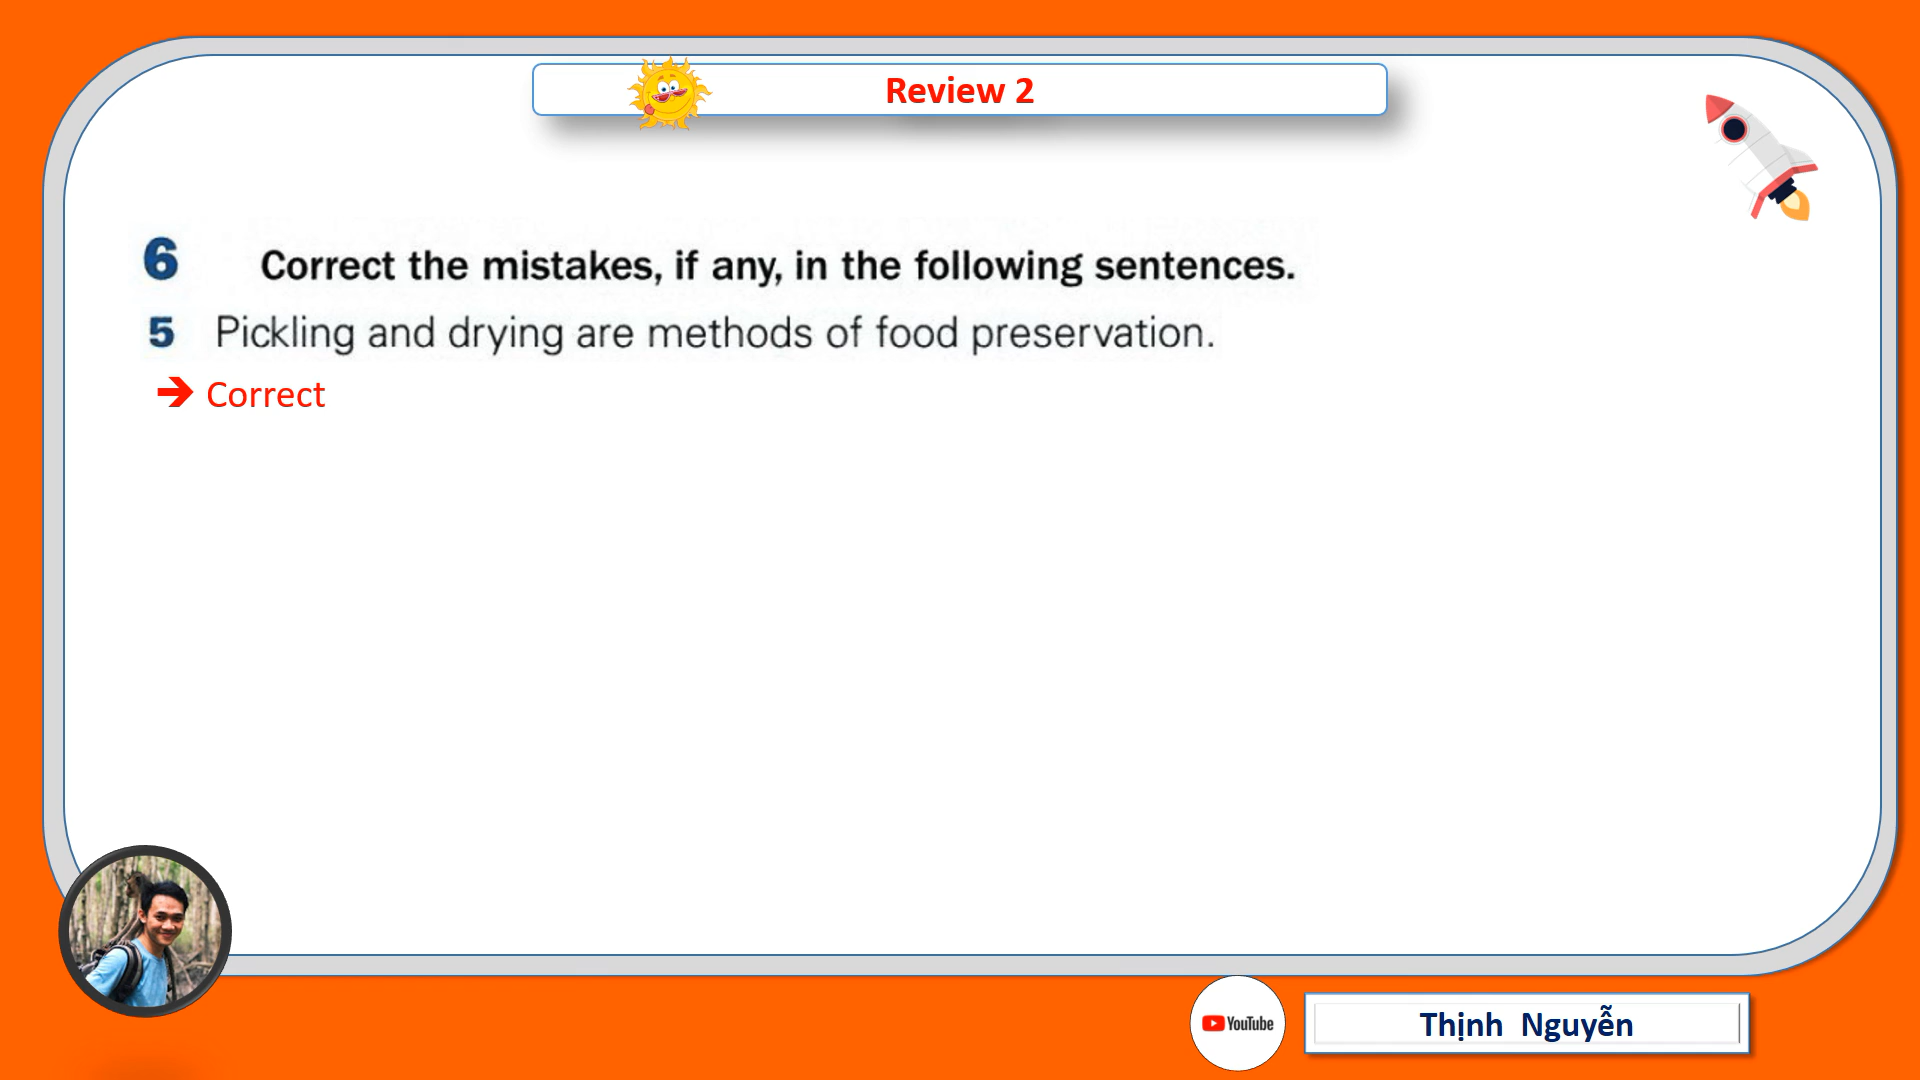 Review 2
6 Correct the mistakes, if any, in the following sentences.
5 Pickling and drying are methods of food preservation.
➔ Correct
YouTube
Thịnh Nguyễn